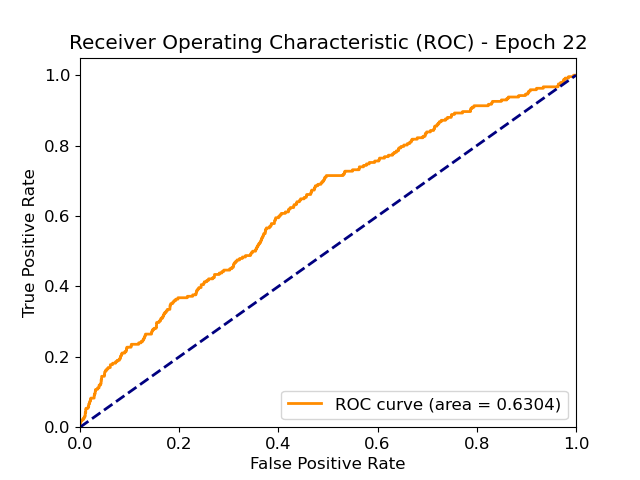 Receiver Operating Characteristic (ROC) - Epoch 22
1.0
0.8
0.6
0.4
0.2
0.0
True Positive Rate
ROC curve (area = 0.6304)
0.0 0.2 0.4 0.6 0.8 1.0
False Positive Rate